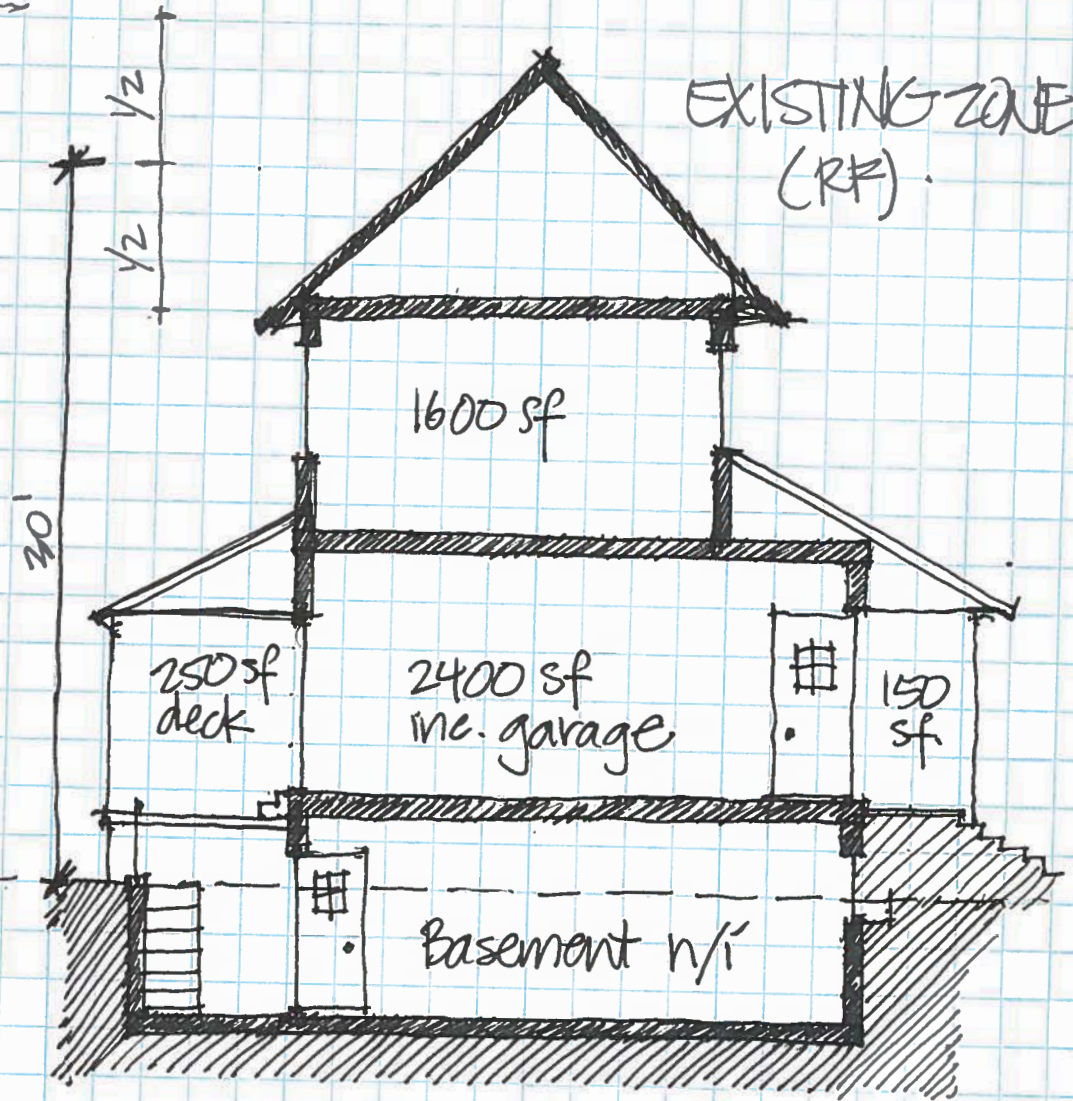 EXISTING ZONE
(RF).
1/2
1/2
30'
1600 sf
250 sf
deck
2400 sf
inc. garage
150
sf.
Basement n/i